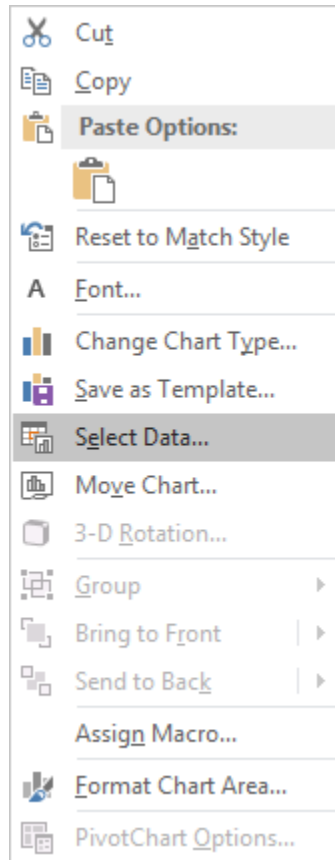 Cut
Copy
Paste Options:
Reset to Match Style
A Font...
Change Chart Type...
Save as Template...
Select Data...
Move Chart...
3-D Rotation...
Group
Bring to Front
Send to Back
Assign Macro...
Format Chart Area...
PivotChart Options...